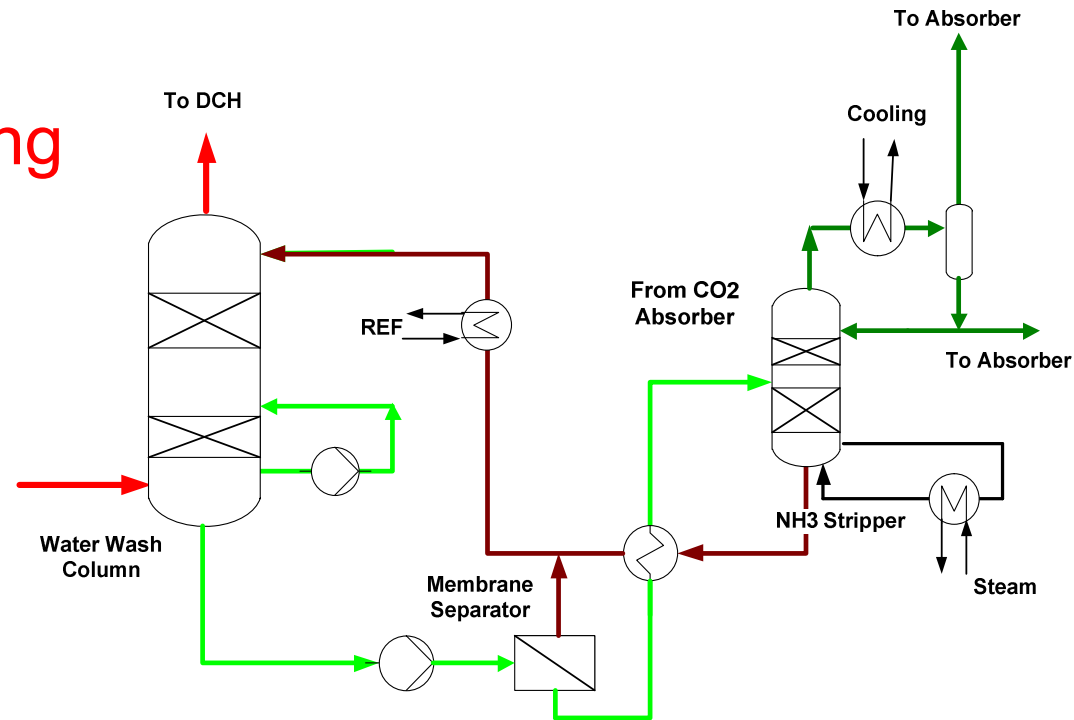 To Absorber
To DCH
Cooling
ng
From CO2
Absorber
REF
To Absorber
NH3 Stripper
Water Wash
Column
Membrane
Separator
Steam